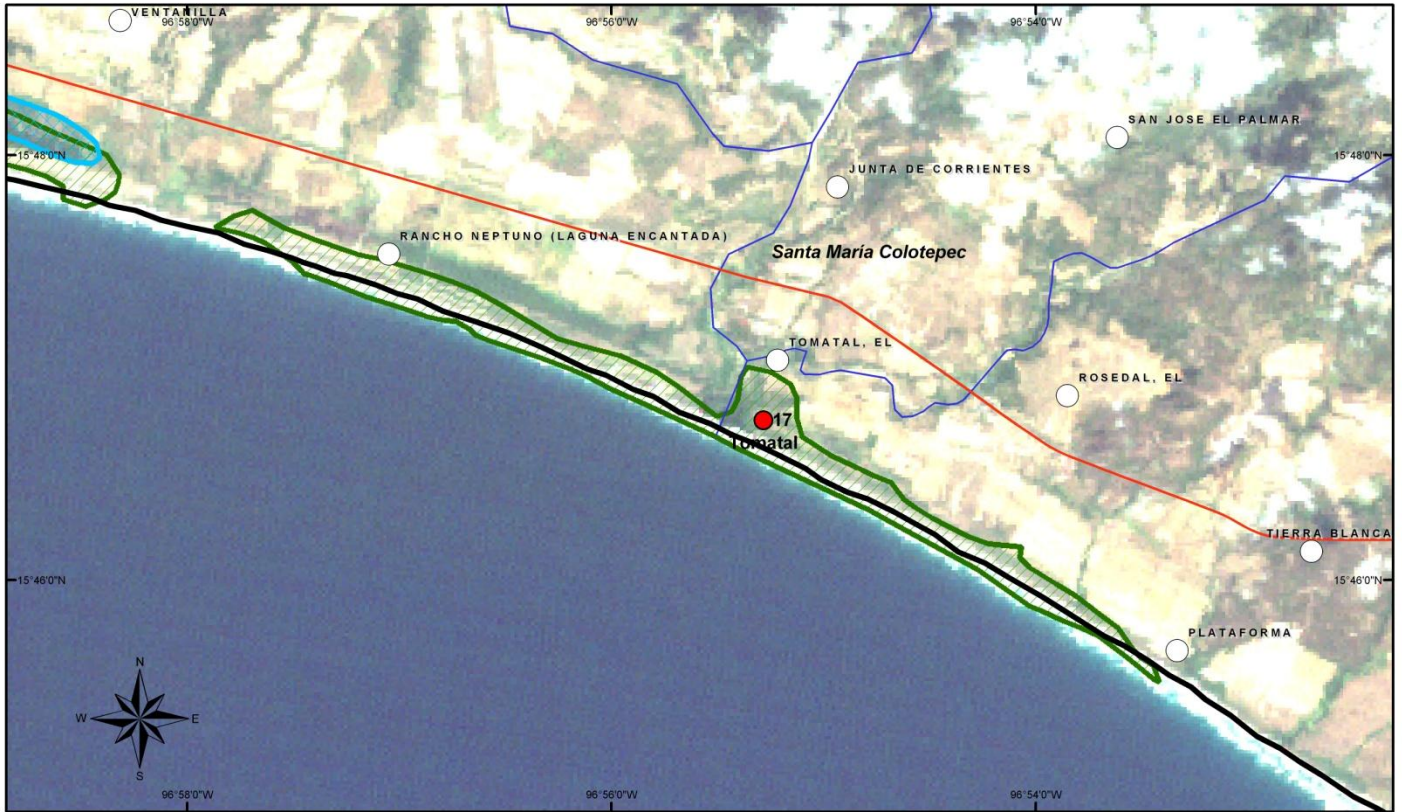 VENTANILLA
96°58'0"W
96°56'0"W
96°54'0"W
SAN JOSE EL PALMAR
15°48'0"N
15°48'0"N
JUNTA DE CORRIENTES
RANCHO NEPTUNO (LAGUNA ENCANTADA)
Santa María Colotepec
TOMATAL, EL
ROSEDAL, EL
17
Tomatal
TIERRA BLANCA
15°46'0"N
15°46'0"N
PLATAFORMA
N
W
E
S
96°58'0"W
96°56'0"W
96°54'0"W